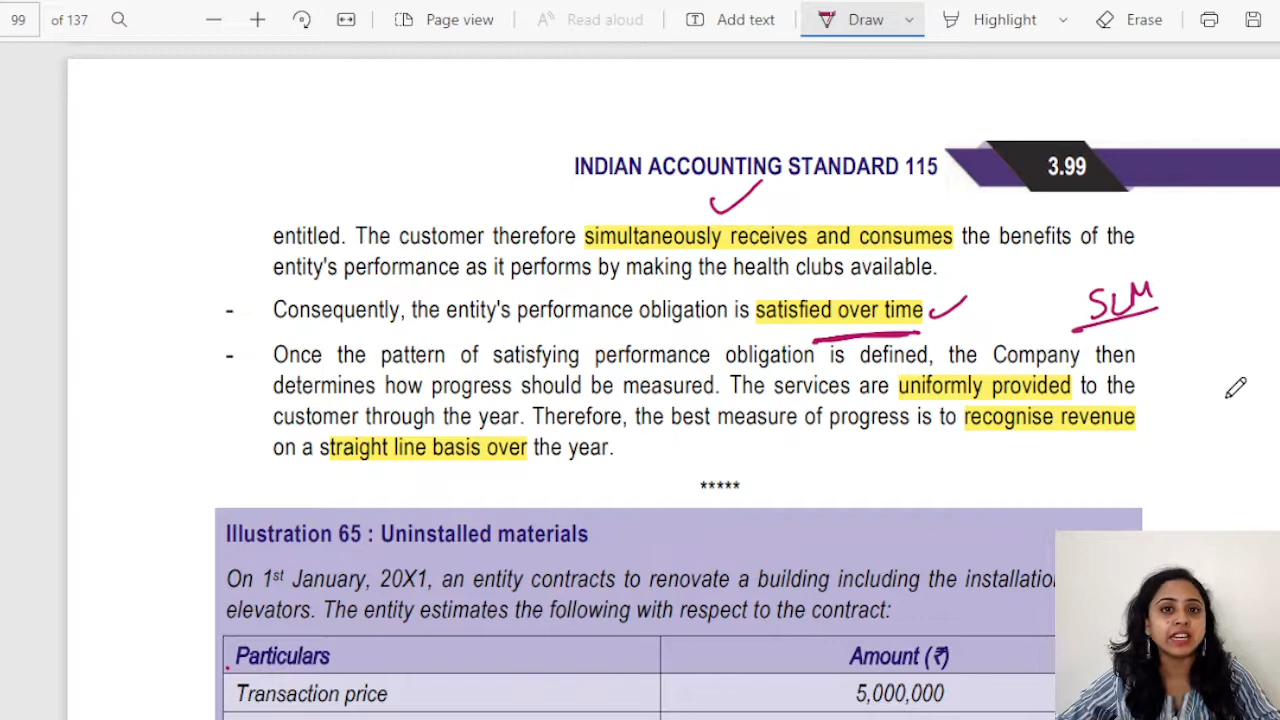 99 of 137 Page view Read aloud Add text Draw Highlight Erase
INDIAN ACCOUNTING STANDARD 115 3.99
entitled. The customer therefore simultaneously receives and consumes the benefits of the
entity's performance as it performs by making the health clubs available.
- Consequently, the entity's performance obligation is satisfied over time
SLM
- Once the pattern of satisfying performance obligation is defined, the Company then
determines how progress should be measured. The services are uniformly provided to the
customer through the year. Therefore, the best measure of progress is to recognise revenue
on a straight line basis over the year.
*****
Illustration 65 : Uninstalled materials
On 1st January, 20X1, an entity contracts to renovate a building including the installation
elevators. The entity estimates the following with respect to the contract:
Particulars Amount (₹)
Transaction price 5,000,000